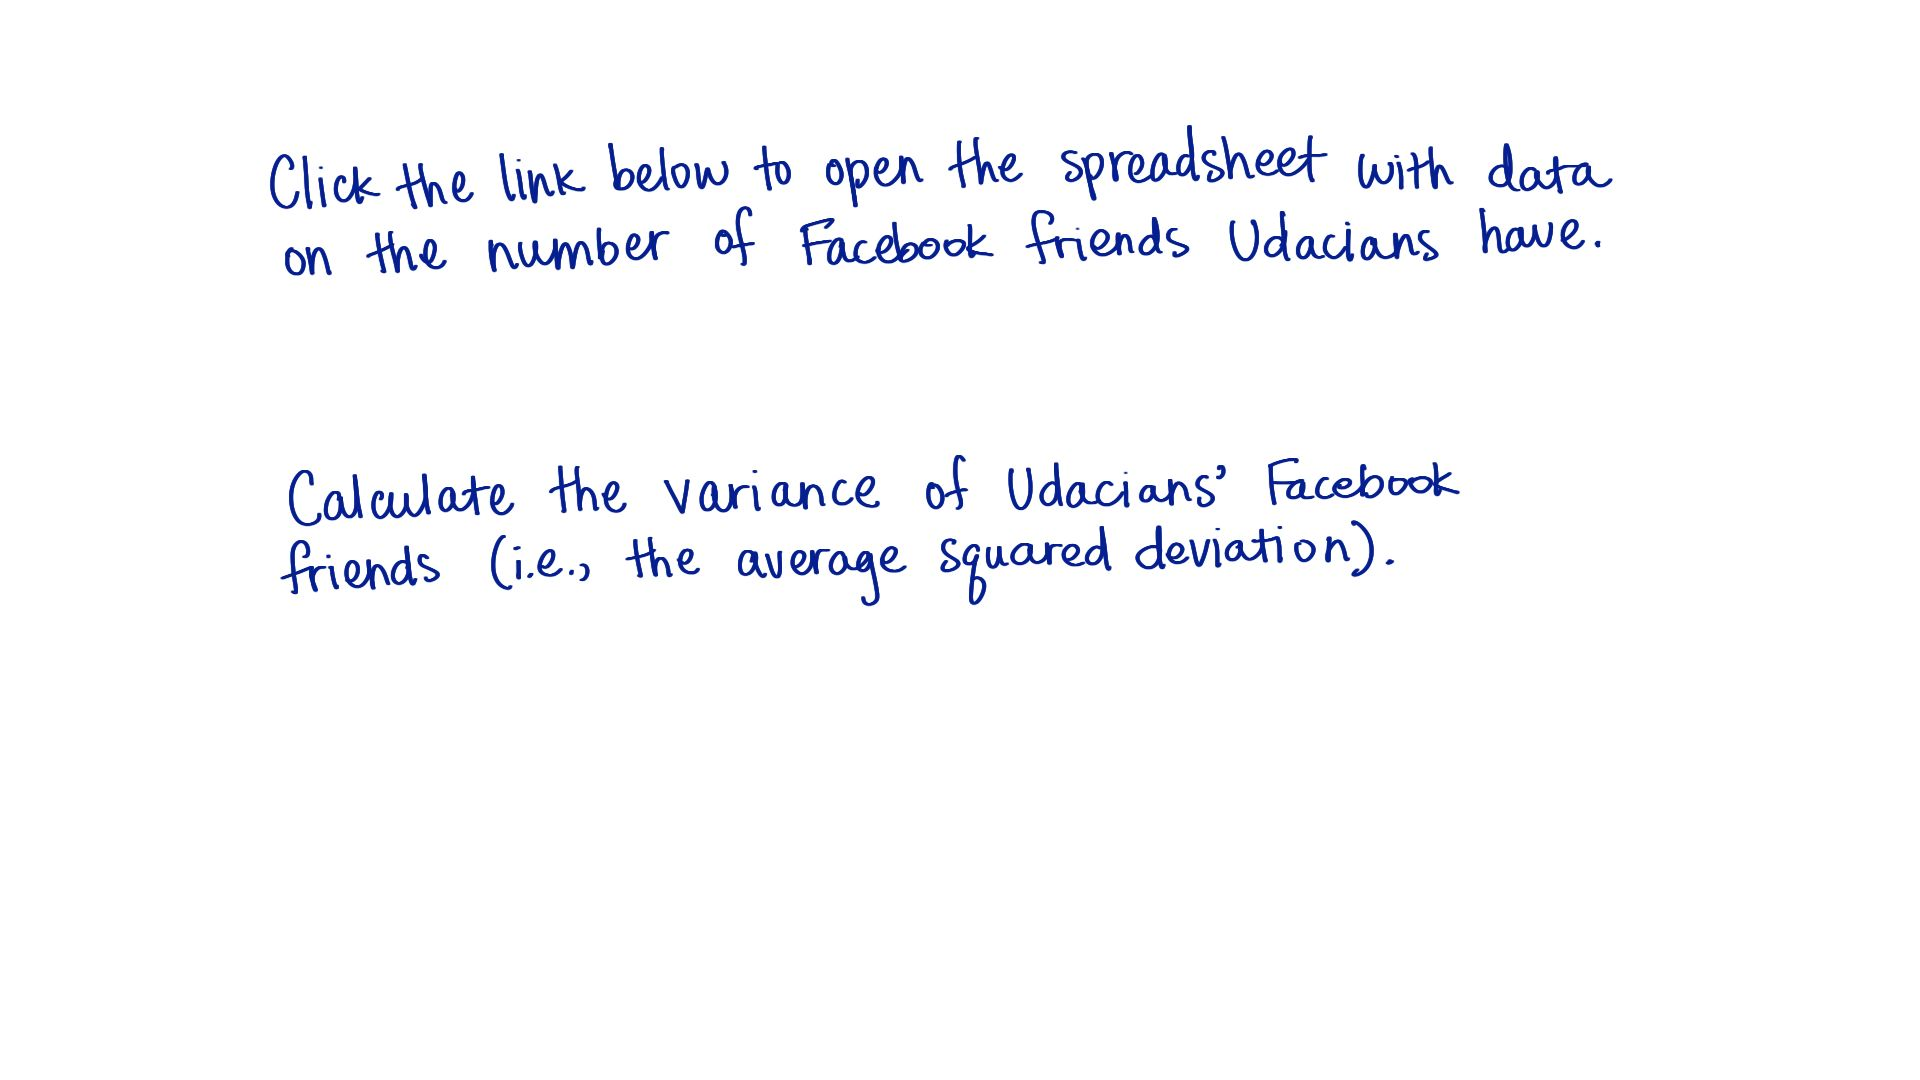 Click the link below to open the spreadsheet with data
on the number of Facebook friends Udacians have.
Calculate the variance of Udacians' Facebook
friends (i.e., the average squared deviation).